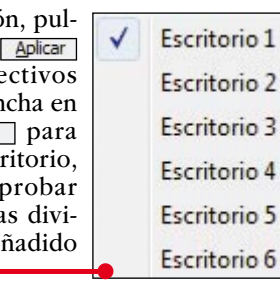 ón, pul-
Aplicar
ectivos
ncha en
para
ritorio,
probar
as divi-
ñadido
Escritorio 1
Escritorio 2
Escritorio 3
Escritorio 4
Escritorio 5
Escritorio 6